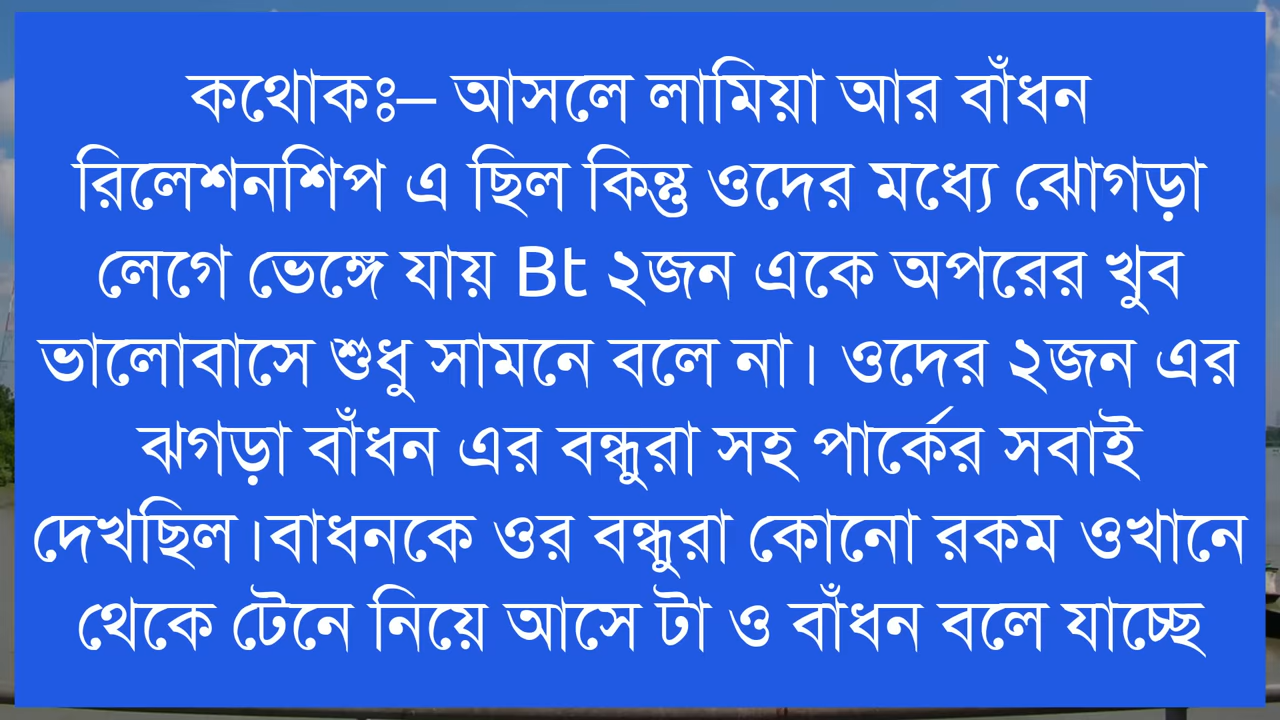 কথোকঃ– আসলে লামিয়া আর বাঁধন
রিলেশনশিপ এ ছিল কিন্তু ওদের মধ্যে ঝোগড়া
লেগে ভেঙ্গে যায় Bt ২জন একে অপরের খুব
ভালোবাসে শুধু সামনে বলে না। ওদের ২জন এর
ঝগড়া বাঁধন এর বন্ধুরা সহ পার্কের সবাই
দেখছিল।বাধনকে ওর বন্ধুরা কোনো রকম ওখানে
থেকে টেনে নিয়ে আসে টা ও বাঁধন বলে যাচ্ছে